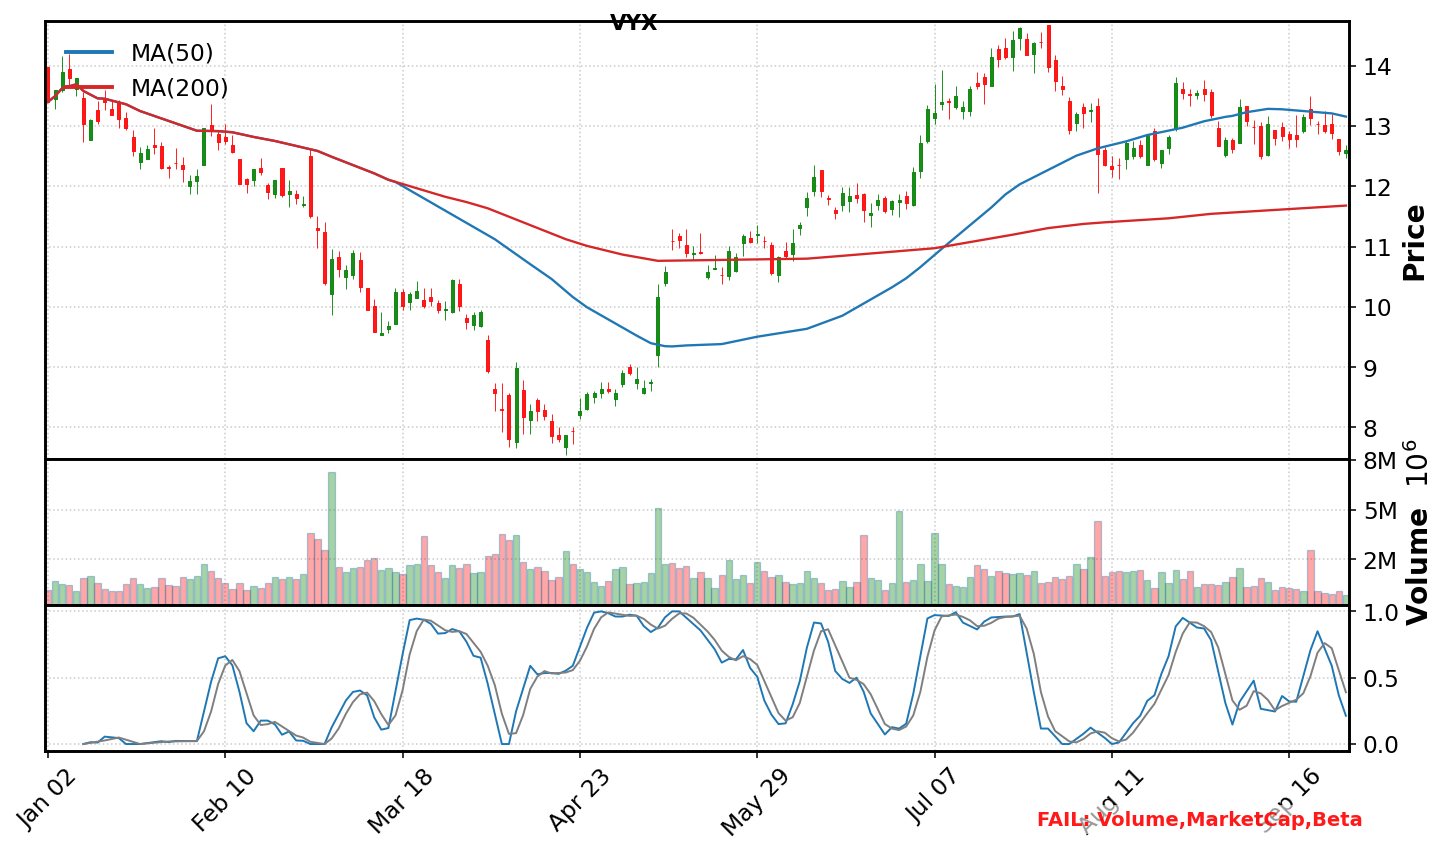 VYX
MA(50)
MA(200)
14
13
12
11
10
9
8
Price
8M
5M
2M
Volume 10^6
1.0
0.5
0.0
Jan 02
Feb 10
Mar 18
Apr 23
May 29
Jul 07
Aug 11
Sep 16
FAIL: Volume,MarketCap,Beta